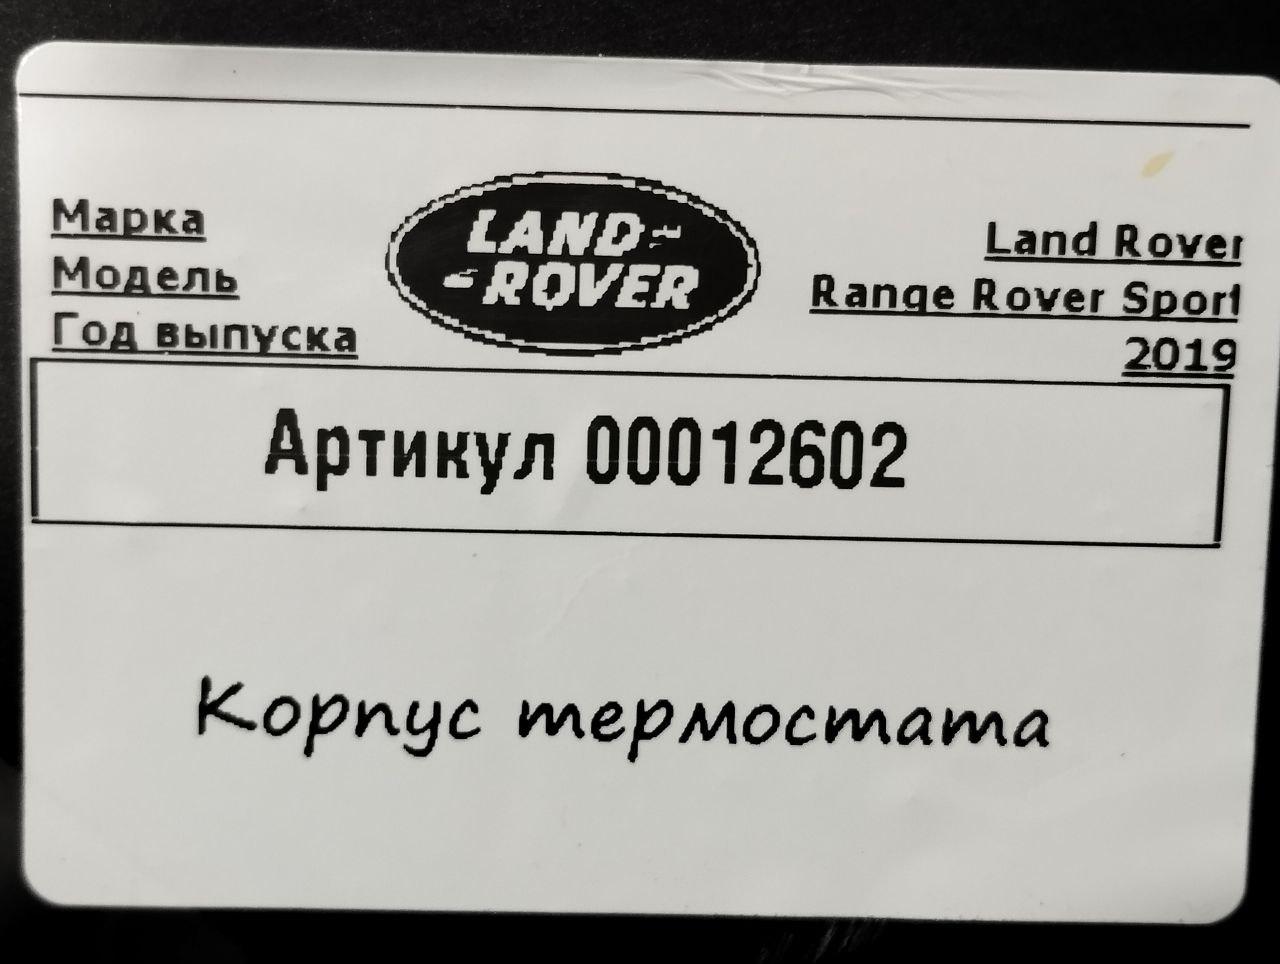 Марка
LAND-
-ROVER
Land Rover
Модель
Range Rover Sport
Год выпуска
2019
Артикул 00012602
Корпус термостата